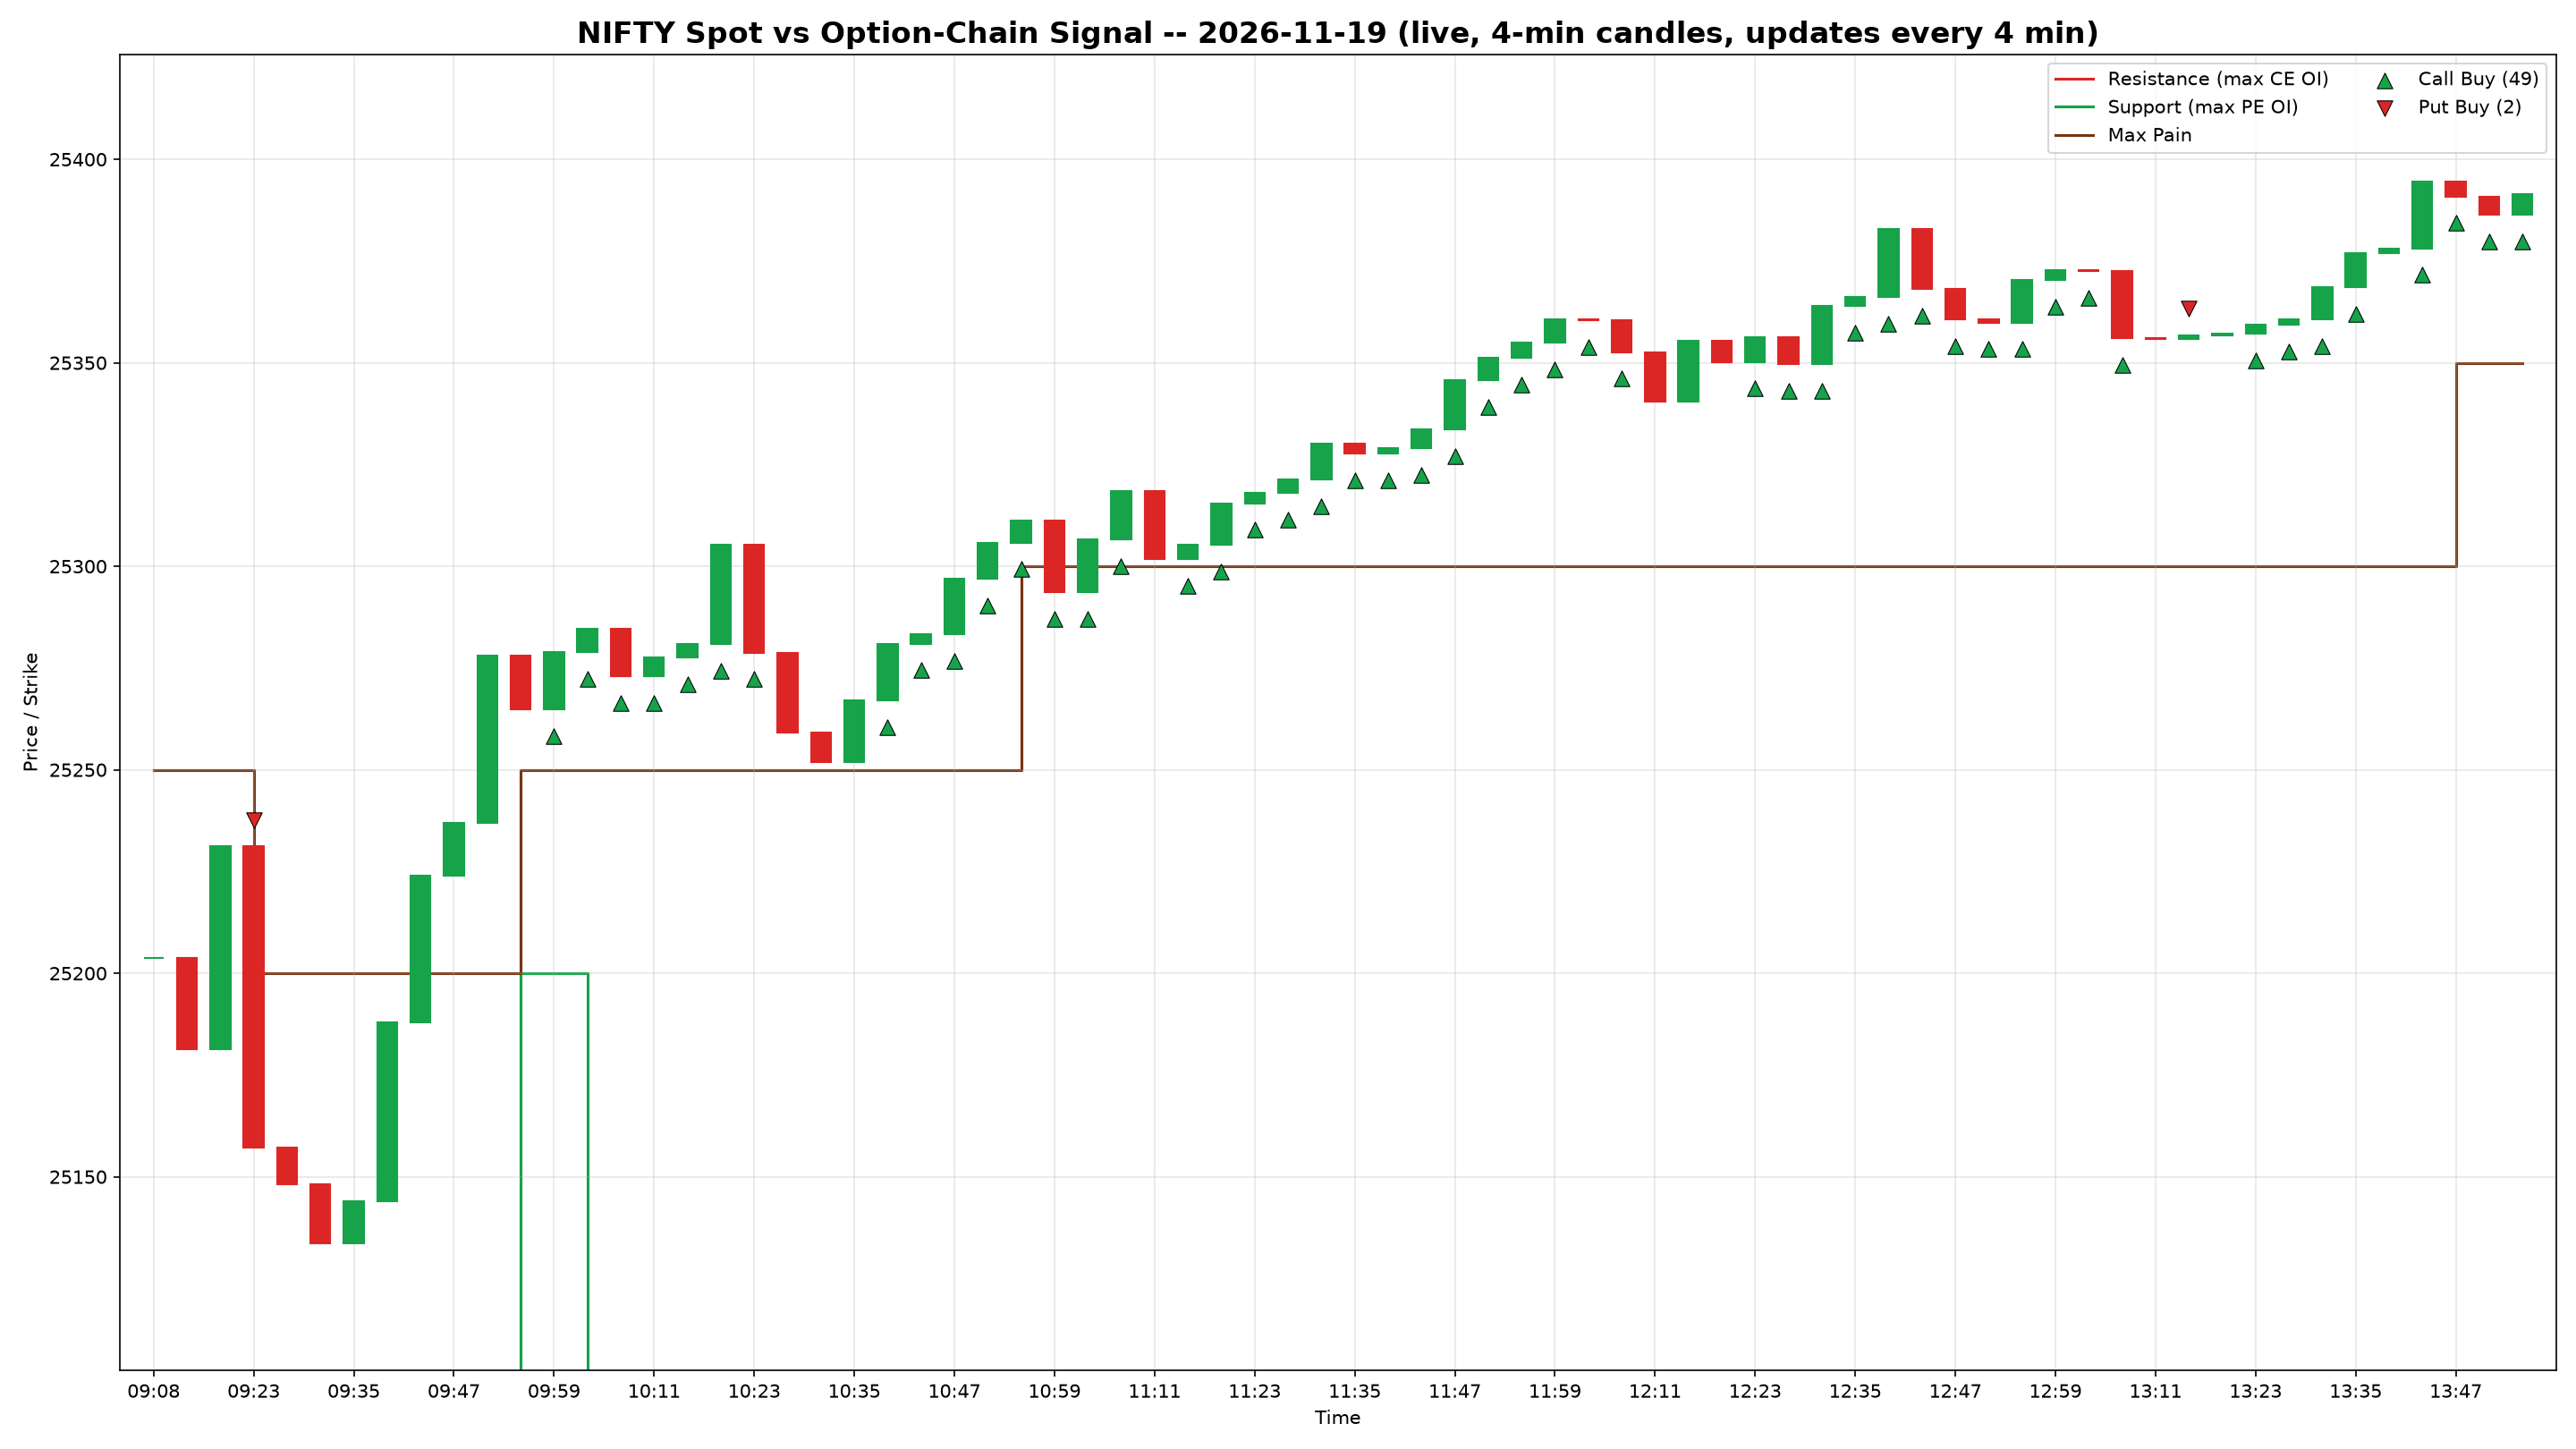 NIFTY Spot vs Option-Chain Signal -- 2026-11-19 (live, 4-min candles, updates every 4 min)
Resistance (max CE OI)
Support (max PE OI)
Max Pain
Call Buy (49)
Put Buy (2)
Price / Strike
25400
25350
25300
25250
25200
25150
09:08 09:23 09:35 09:47 09:59 10:11 10:23 10:35 10:47 10:59 11:11 11:23 11:35 11:47 11:59 12:11 12:23 12:35 12:47 12:59 13:11 13:23 13:35 13:47
Time